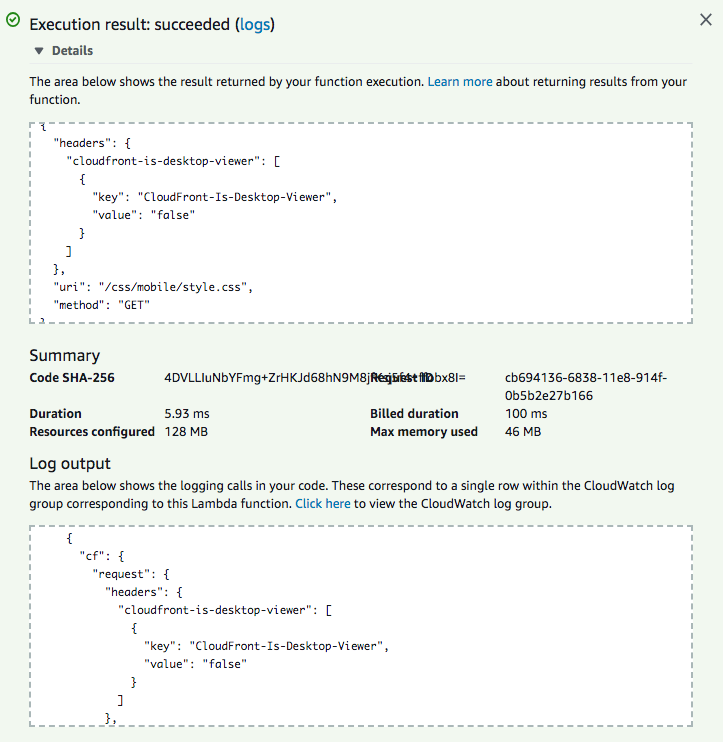 Execution result: succeeded (logs)
Details
The area below shows the result returned by your function execution. Learn more about returning results from your
function.
{
"headers": {
"cloudfront-is-desktop-viewer": [
{
"key": "CloudFront-Is-Desktop-Viewer",
"value": "false"
}
]
},
"uri": "/css/mobile/style.css",
"method": "GET"
}
Summary
Code SHA-256
Request ID
cb694136-6838-11e8-914f-
0b5b2e27b166
Duration 5.93 ms Billed duration 100 ms
Resources configured 128 MB Max memory used 46 MB
Log output
The area below shows the logging calls in your code. These correspond to a single row within the CloudWatch log
group corresponding to this Lambda function. Click here to view the CloudWatch log group.
{
"cf": {
"request": {
"headers": {
"cloudfront-is-desktop-viewer": [
{
"key": "CloudFront-Is-Desktop-Viewer",
"value": "false"
}
]
},